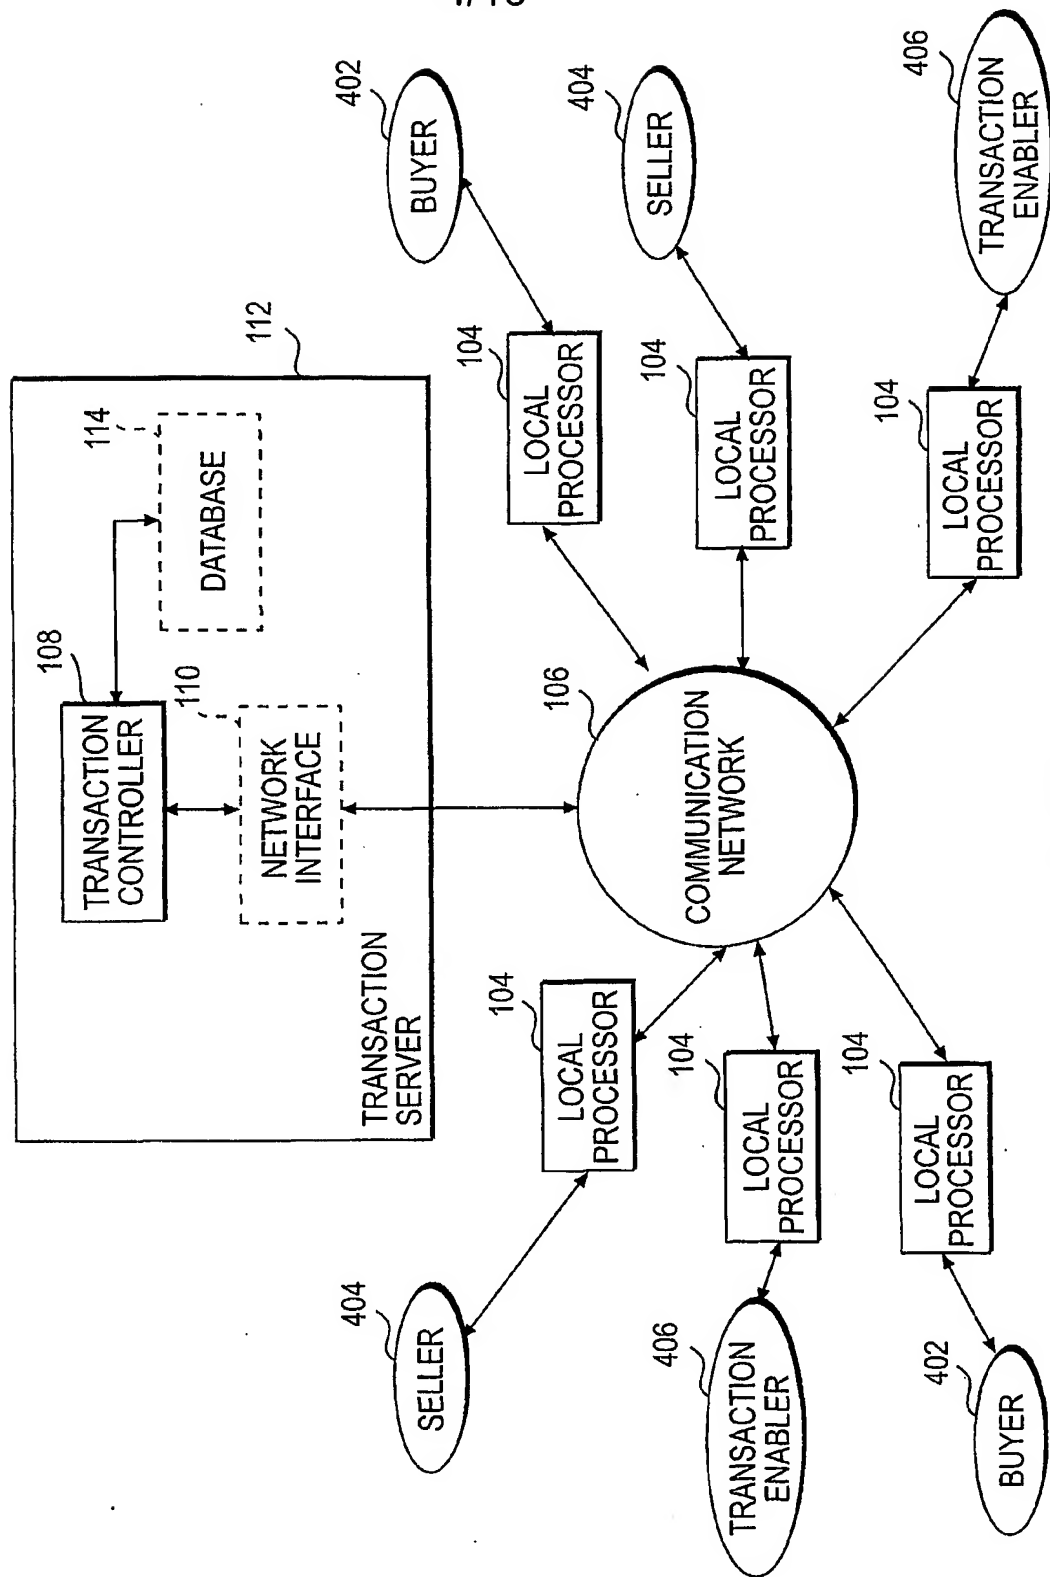 108
TRANSACTION
CONTROLLER
114
DATABASE
110
NETWORK
INTERFACE
112
TRANSACTION
SERVER
404
SELLER
104
LOCAL
PROCESSOR
106
COMMUNICATION
NETWORK
104
LOCAL
PROCESSOR
402
BUYER
406
TRANSACTION
ENABLER
104
LOCAL
PROCESSOR
104
LOCAL
PROCESSOR
404
SELLER
402
BUYER
104
LOCAL
PROCESSOR
104
LOCAL
PROCESSOR
406
TRANSACTION
ENABLER